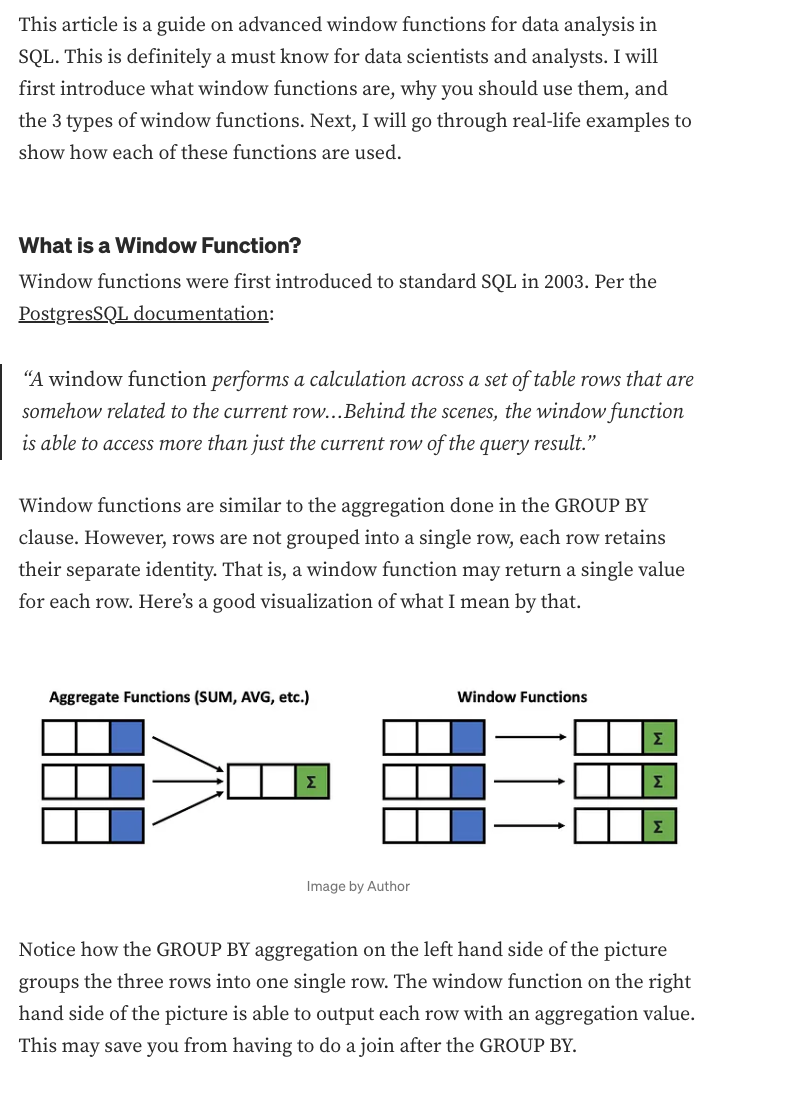 This article is a guide on advanced window functions for data analysis in
SQL. This is definitely a must know for data scientists and analysts. I will
first introduce what window functions are, why you should use them, and
the 3 types of window functions. Next, I will go through real-life examples to
show how each of these functions are used.
What is a Window Function?
Window functions were first introduced to standard SQL in 2003. Per the
PostgresSQL documentation:
“A window function performs a calculation across a set of table rows that are
somehow related to the current row…Behind the scenes, the window function
is able to access more than just the current row of the query result.”
Window functions are similar to the aggregation done in the GROUP BY
clause. However, rows are not grouped into a single row, each row retains
their separate identity. That is, a window function may return a single value
for each row. Here’s a good visualization of what I mean by that.
Aggregate Functions (SUM, AVG, etc.)
Σ
Window Functions
Σ
Σ
Σ
Image by Author
Notice how the GROUP BY aggregation on the left hand side of the picture
groups the three rows into one single row. The window function on the right
hand side of the picture is able to output each row with an aggregation value.
This may save you from having to do a join after the GROUP BY.